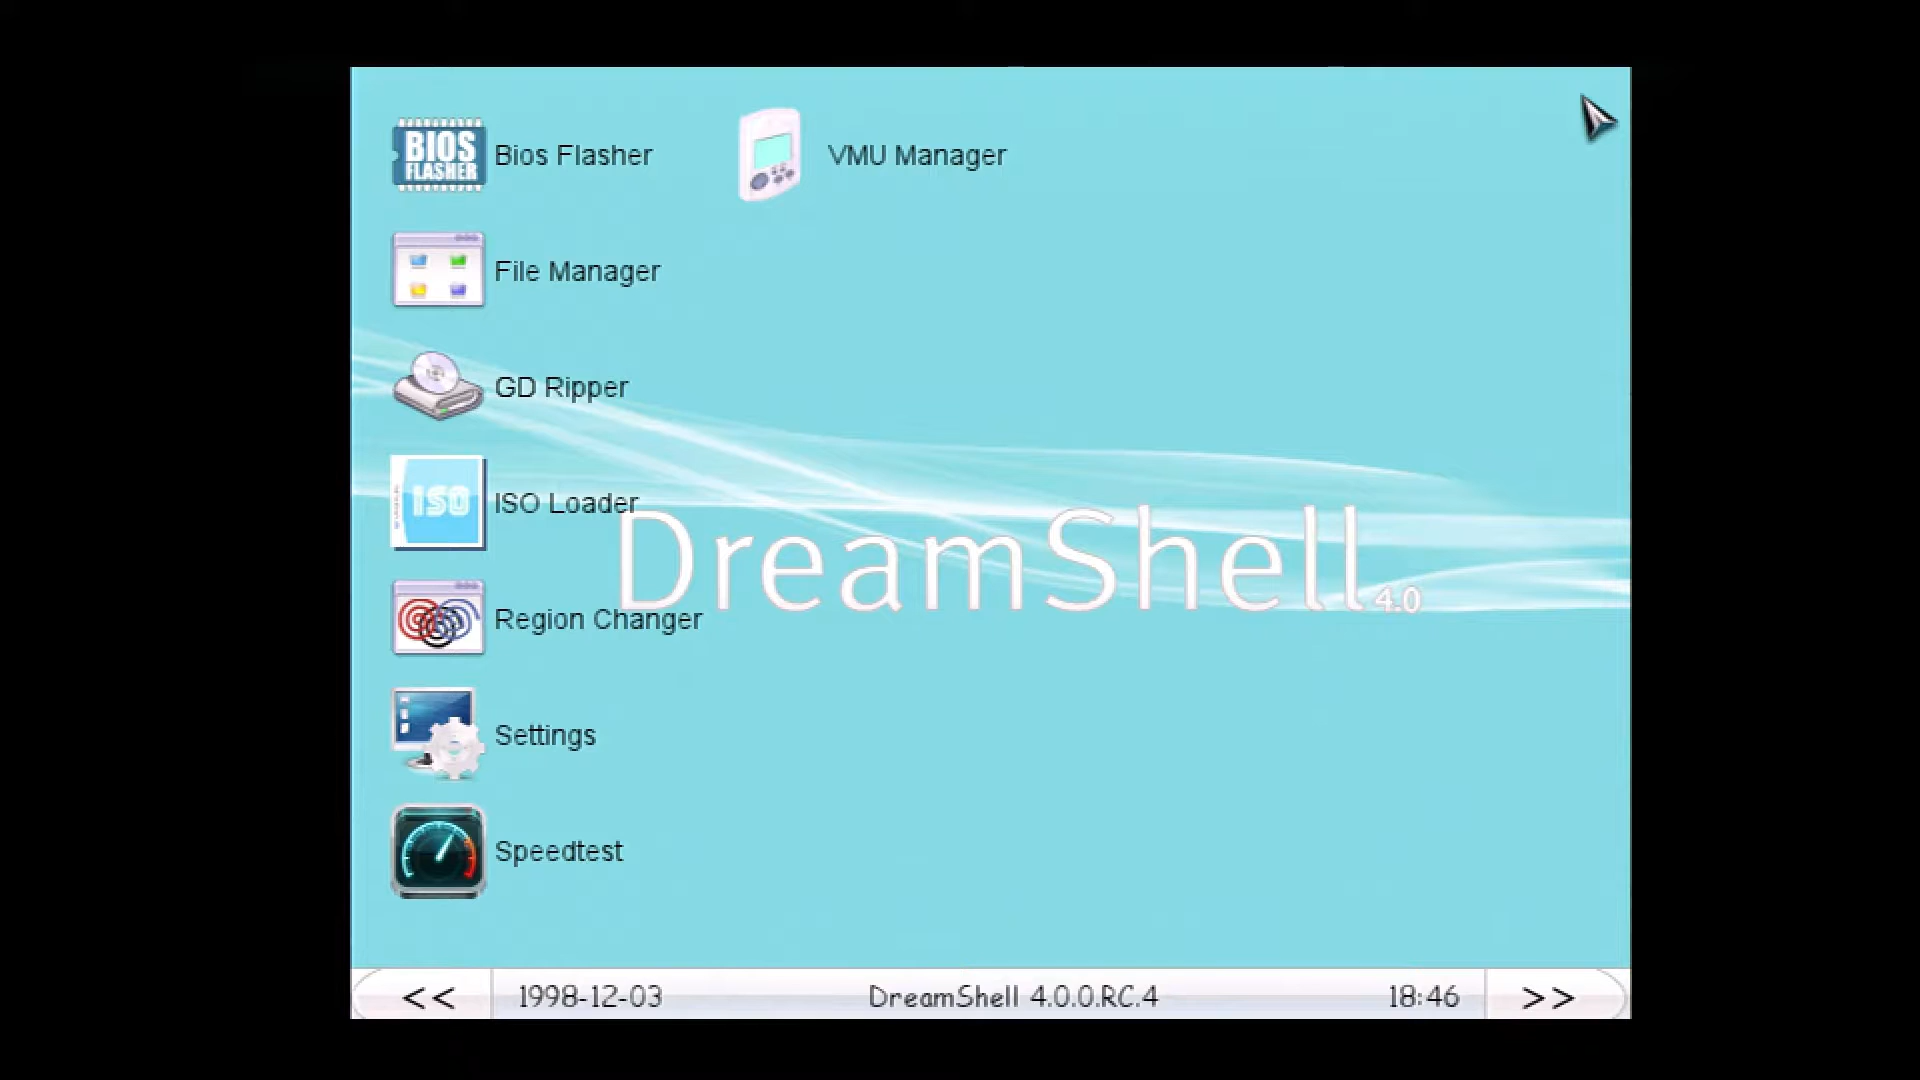 BIOS
FLASHER
Bios Flasher
VMU Manager
File Manager
GD Ripper
ISO
ISO Loader
DreamShell 4.0
Region Changer
Settings
Speedtest
<< 1998-12-03 DreamShell 4.0.0.RC.4 18:46 >>